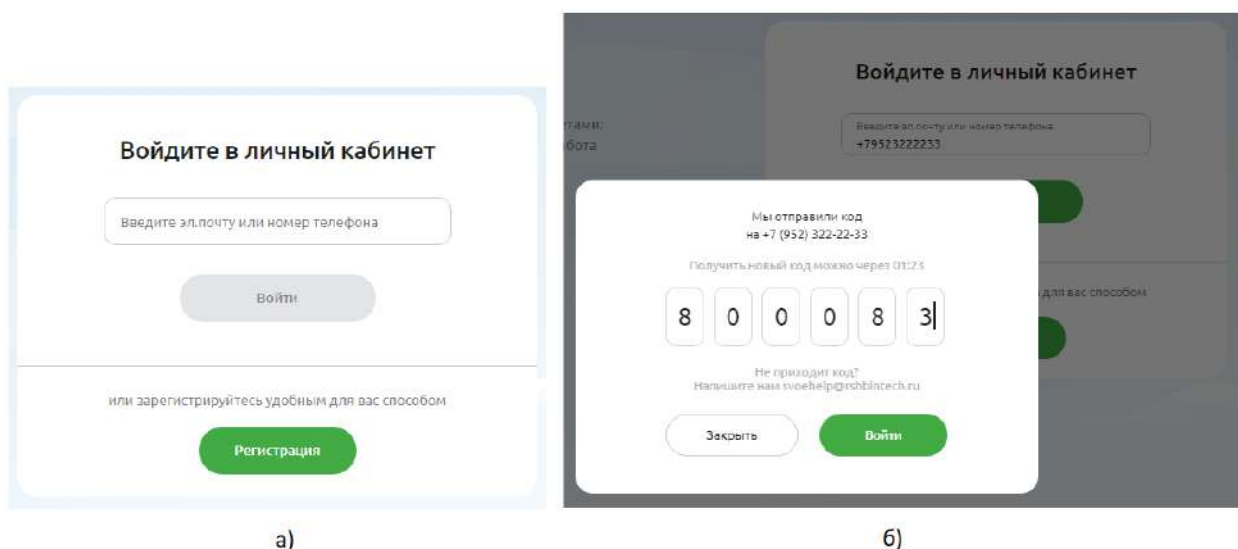 Войдите в личный кабинет
Введите эл.почту или номер телефона
Войти
или зарегистрируйтесь удобным для вас способом
Регистрация
а)
Войдите в личный кабинет
Введите эл.почту или номер телефона
+79523222233
тами:
бота
Мы отправили код
на +7 (952) 322-22-33
Получить новый код можно через 01:23
8 0 0 0 8 3
Не приходит код?
Напишите нам svoehelp@rshbintech.ru
Закрыть
Войти
для вас способом
б)